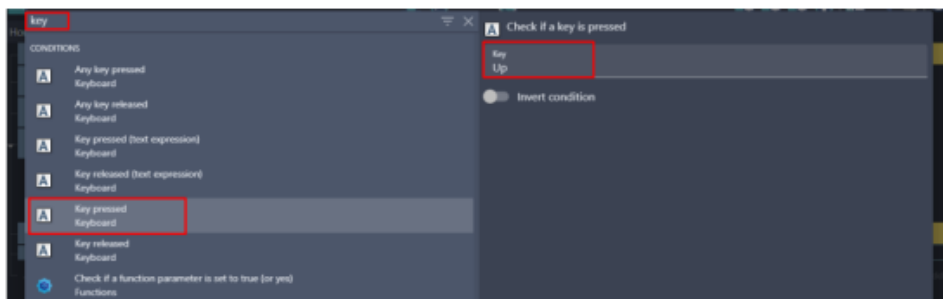 key
CONDITIONS
Any key pressed
Keyboard
Any key released
Keyboard
Key pressed (text expression)
Keyboard
Key released (text expression)
Keyboard
Key pressed
Keyboard
Key released
Keyboard
Check if a function parameter is set to true (or yes)
Functions
Check if a key is pressed
Key
Up
Invert condition